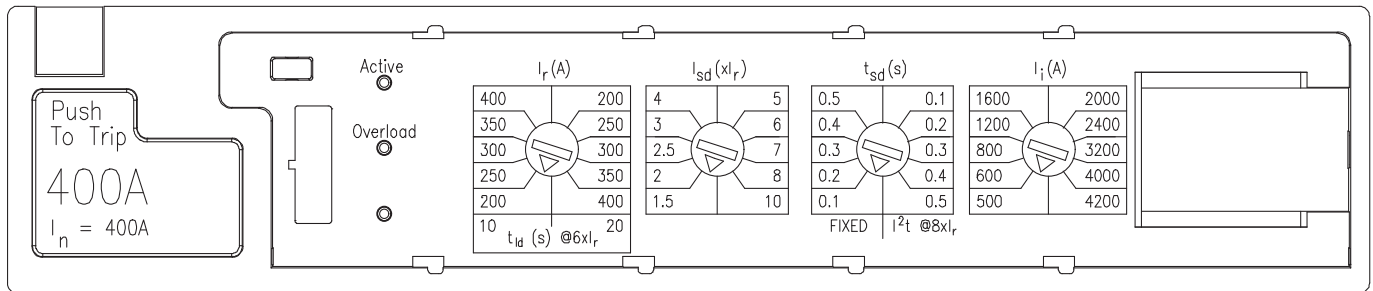 Push
To Trip
400A
In = 400A
Active
Overload
Ir (A)
400 200
350 250
300 300
250 350
200 400
10 20
tld (s) @6xIr
Isd (xIr)
4 5
3 6
2.5 7
2 8
1.5 10
tsd (s)
0.5 0.1
0.4 0.2
0.3 0.3
0.2 0.4
0.1 0.5
FIXED I²t @8xIr
Ii (A)
1600 2000
1200 2400
800 3200
600 4000
500 4200